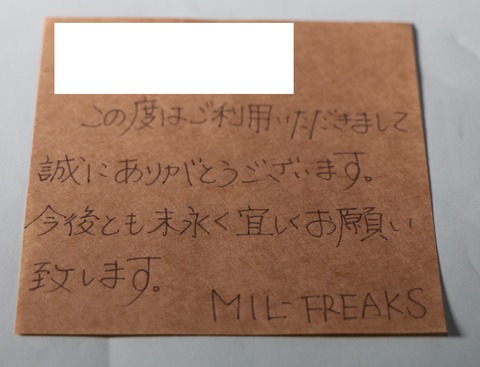 この度はご利用いただきまして
誠にありがとうございます。
今後とも末永く宜しくお願い
致します。
MIL-FREAKS